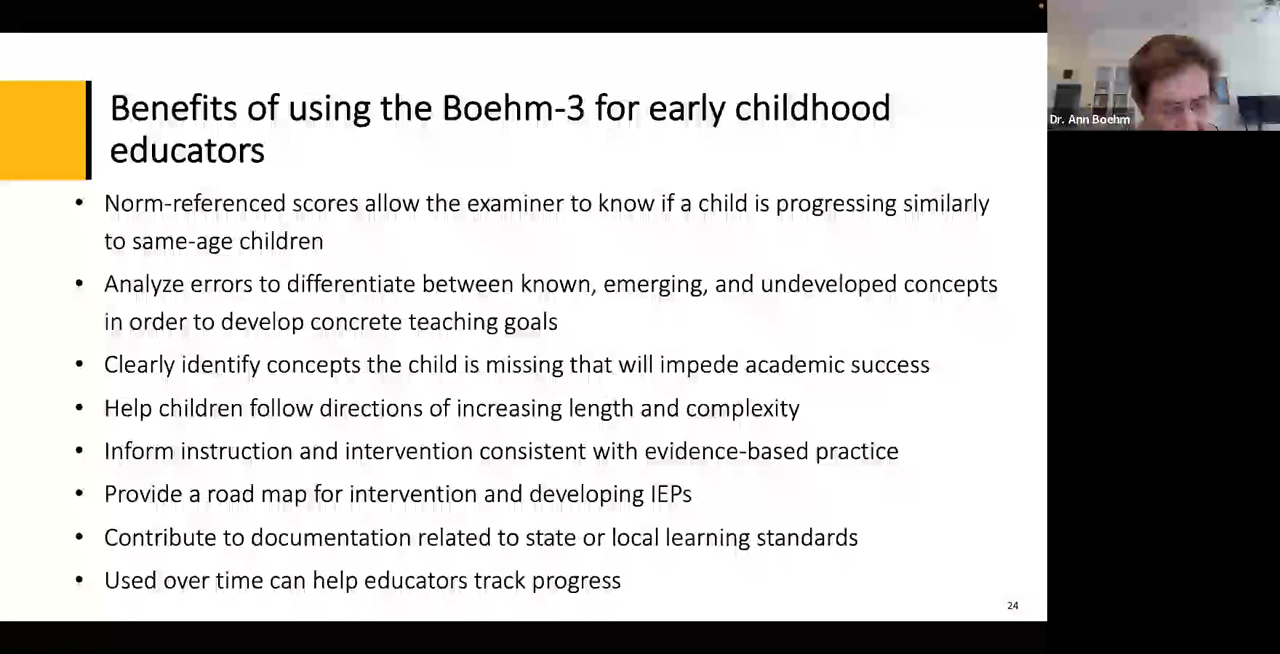 Benefits of using the Boehm-3 for early childhood
educators
• Norm-referenced scores allow the examiner to know if a child is progressing similarly
to same-age children
• Analyze errors to differentiate between known, emerging, and undeveloped concepts
in order to develop concrete teaching goals
• Clearly identify concepts the child is missing that will impede academic success
• Help children follow directions of increasing length and complexity
• Inform instruction and intervention consistent with evidence-based practice
• Provide a road map for intervention and developing IEPs
• Contribute to documentation related to state or local learning standards
• Used over time can help educators track progress
24
Dr. Ann Boehm